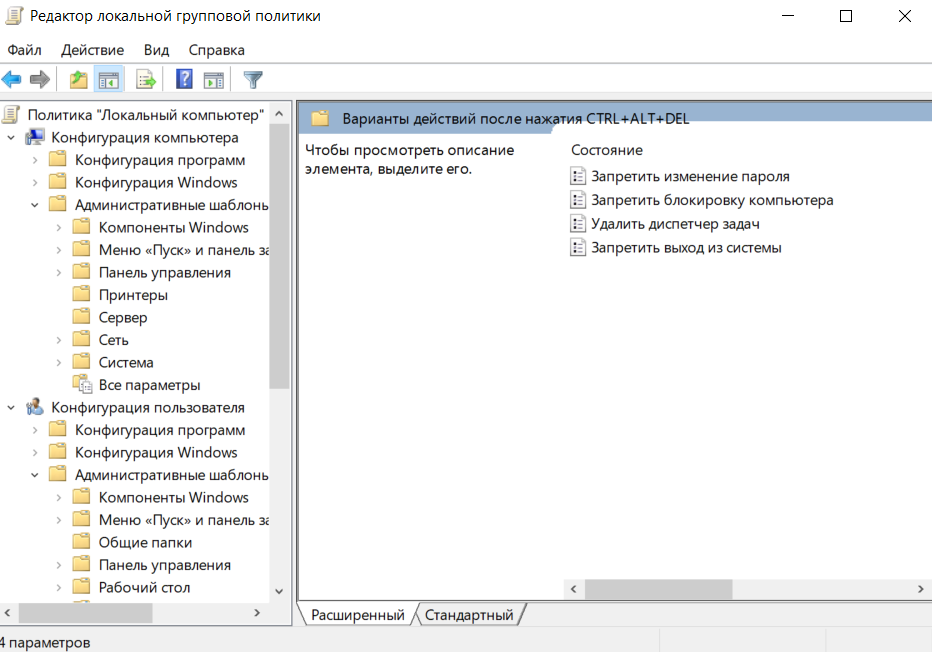 Редактор локальной групповой политики
Файл Действие Вид Справка
Политика "Локальный компьютер"
Конфигурация компьютера
Конфигурация программ
Конфигурация Windows
Административные шаблоны
Компоненты Windows
Меню «Пуск» и панель за
Панель управления
Принтеры
Сервер
Сеть
Система
Все параметры
Конфигурация пользователя
Конфигурация программ
Конфигурация Windows
Административные шаблоны
Компоненты Windows
Меню «Пуск» и панель за
Общие папки
Панель управления
Рабочий стол
Варианты действий после нажатия CTRL+ALT+DEL
Чтобы просмотреть описание
элемента, выделите его.
Состояние
Запретить изменение пароля
Запретить блокировку компьютера
Удалить диспетчер задач
Запретить выход из системы
Расширенный Стандартный
4 параметров